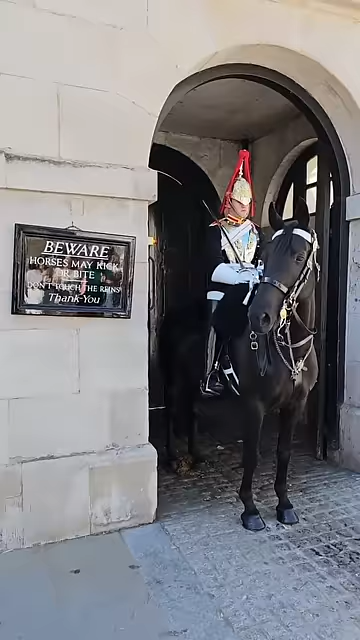 BEWARE
HORSES MAY KICK
OR BITE
DON'T TOUCH THE REINS
Thank You